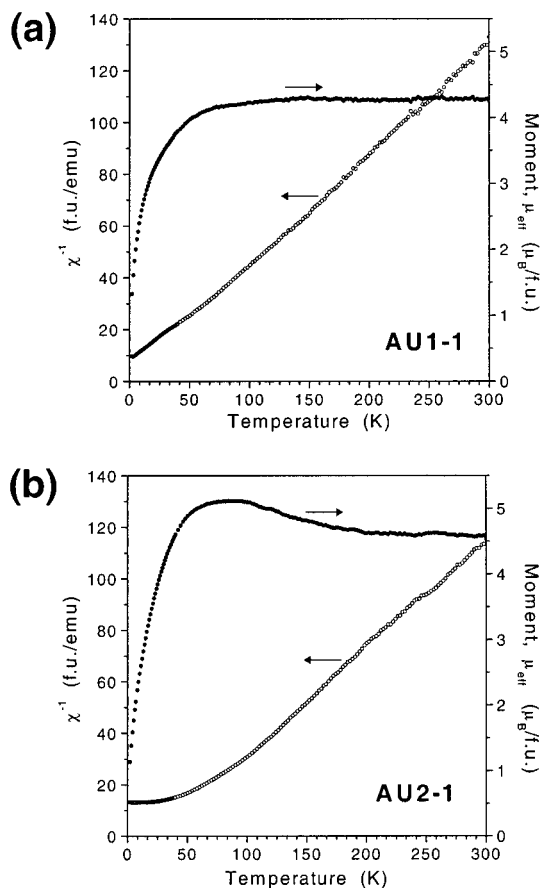 (a)
140
120
100
80
60
40
20
0
χ⁻¹ (f.u./emu)
5
4
3
2
1
0
Moment, μeff (μB/f.u.)
AU1-1
0 50 100 150 200 250 300
Temperature (K)
(b)
140
120
100
80
60
40
20
0
χ⁻¹ (f.u./emu)
5
4
3
2
1
0
Moment, μeff (μB/f.u.)
AU2-1
0 50 100 150 200 250 300
Temperature (K)